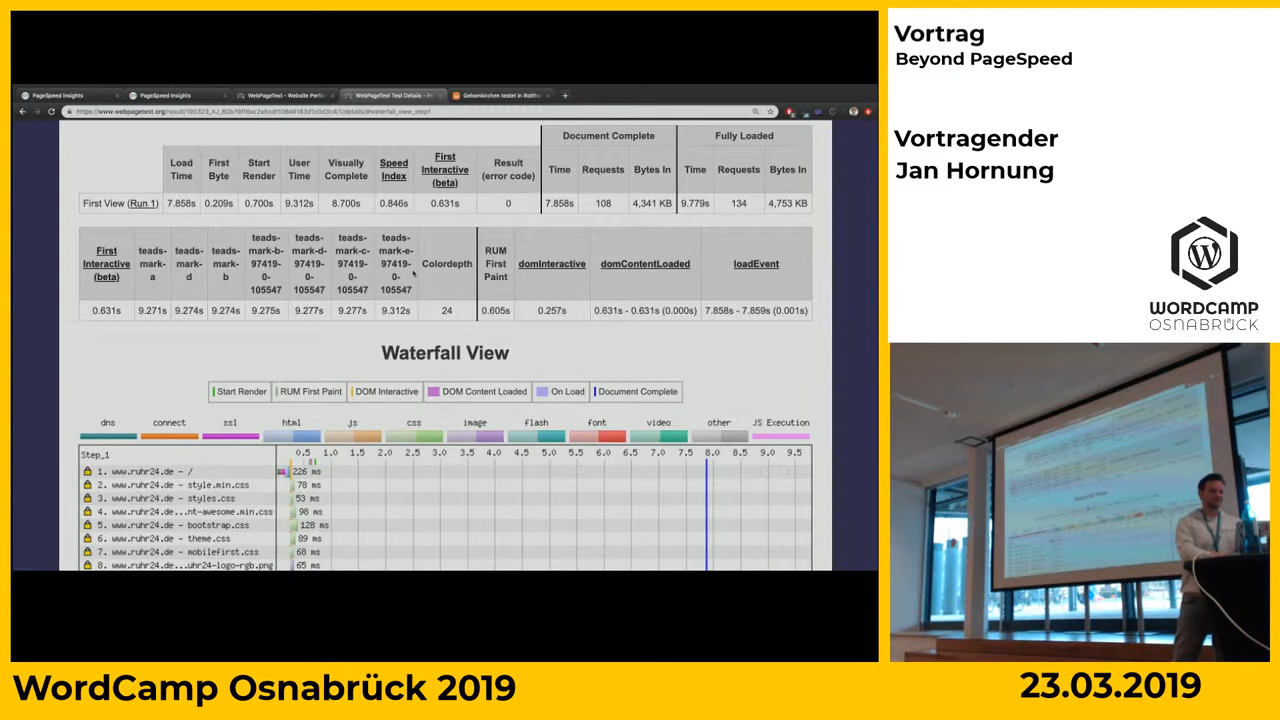 Vortrag
Beyond PageSpeed
Vortragender
Jan Hornung
WORDCAMP
OSNABRÜCK
PageSpeed Insights
PageSpeed Insights
WebPageTest - Website Perf
WebPageTest Test Details - P
Gelsenkirchen testet in Rottha
Document Complete Fully Loaded
Load Time First Byte Start Render User Time Visually Complete Speed Index First Interactive (beta) Result (error code) Time Requests Bytes In Time Requests Bytes In
First View (Run 1) 7.858s 0.209s 0.700s 9.312s 8.700s 0.846s 0.631s 0 7.858s 108 4,341 KB 9.779s 134 4,753 KB
First Interactive (beta) teads-mark-a teads-mark-d teads-mark-b teads-mark-b-97419-0-105547 teads-mark-d-97419-0-105547 teads-mark-c-97419-0-105547 teads-mark-e-97419-0-105547 Colordepth RUM First Paint domInteractive domContentLoaded loadEvent
0.631s 9.271s 9.274s 9.274s 9.275s 9.277s 9.277s 9.312s 24 0.605s 0.257s 0.631s - 0.631s (0.000s) 7.858s - 7.859s (0.001s)
Waterfall View
Start Render RUM First Paint DOM Interactive DOM Content Loaded On Load Document Complete
dns connect ssl html js css image flash font video other JS Execution
Step_1 0.5 1.0 1.5 2.0 2.5 3.0 3.5 4.0 4.5 5.0 5.5 6.0 6.5 7.0 7.5 8.0 8.5 9.0 9.5
1. www.ruhr24.de - / 226 ms
2. www.ruhr24.de - style.min.css 78 ms
3. www.ruhr24.de - styles.css 53 ms
4. www.ruhr24.de...nt-awesome.min.css 98 ms
5. www.ruhr24.de - bootstrap.css 128 ms
6. www.ruhr24.de - theme.css 89 ms
7. www.ruhr24.de - mobilefirst.css 68 ms
8. www.ruhr24.de...uhr24-logo-rgb.png 65 ms
WordCamp Osnabrück 2019
23.03.2019